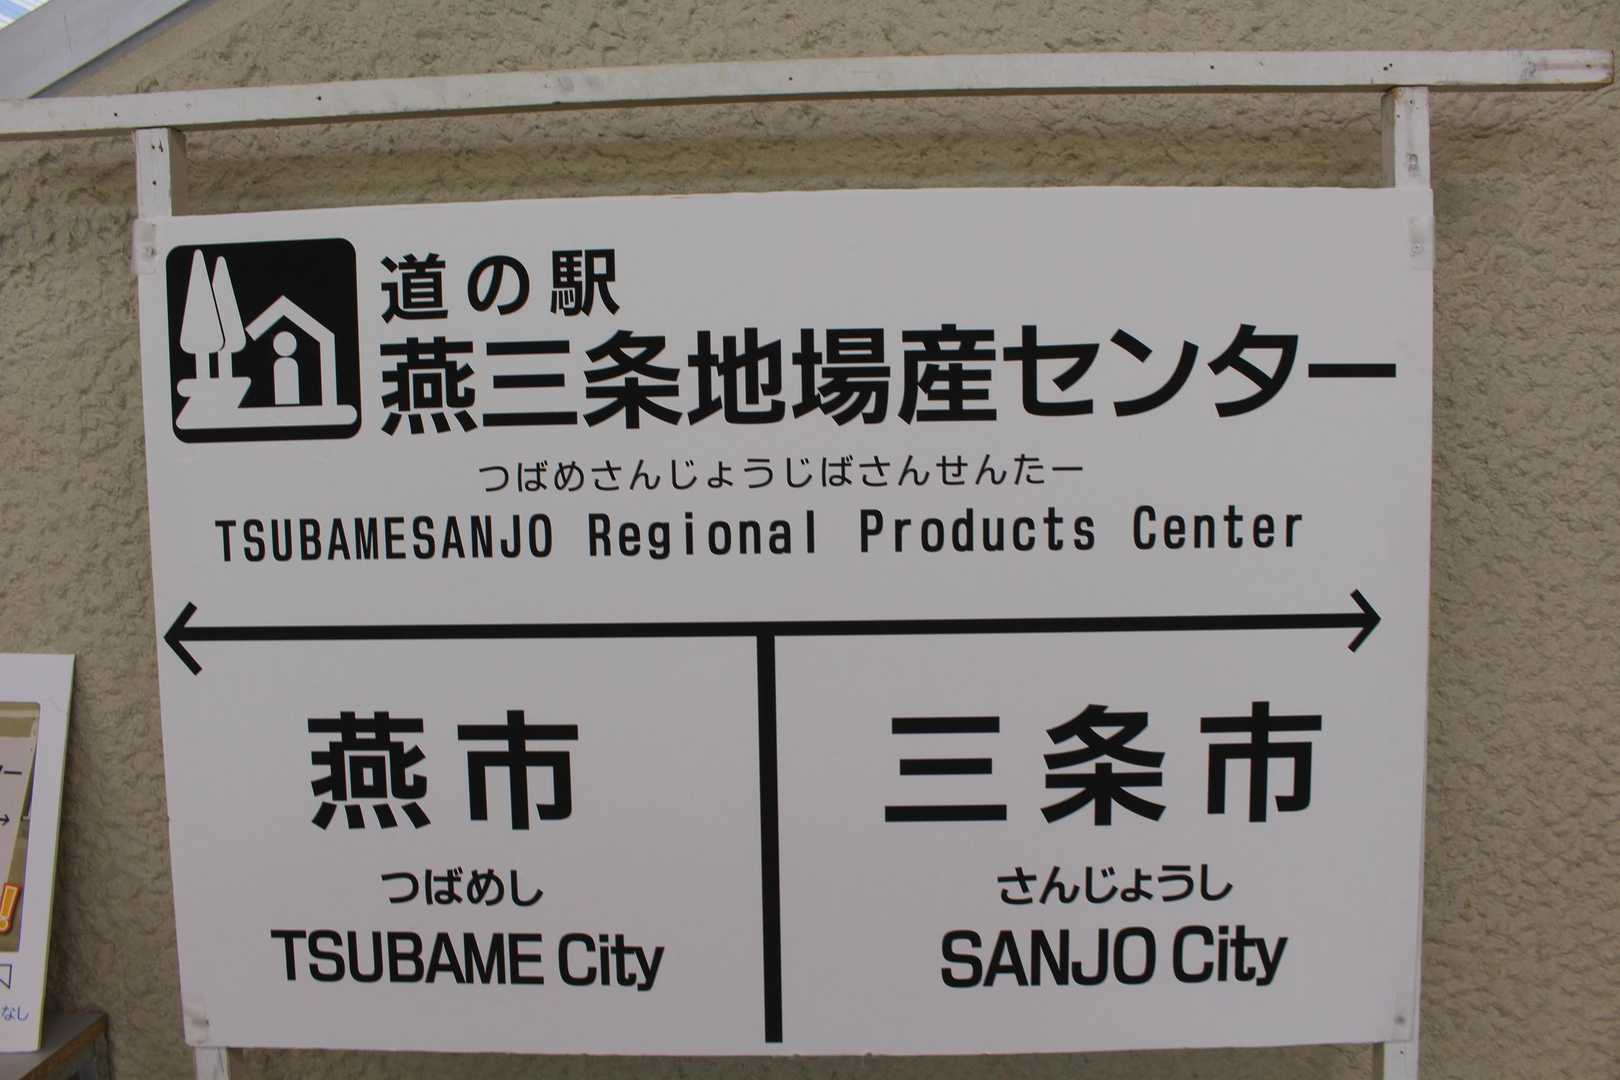 道の駅
燕三条地場産センター
つばめさんじょうじばさんせんたー
TSUBAMESANJO Regional Products Center
燕市
三条市
つばめし
さんじょうし
TSUBAME City
SANJO City
なし